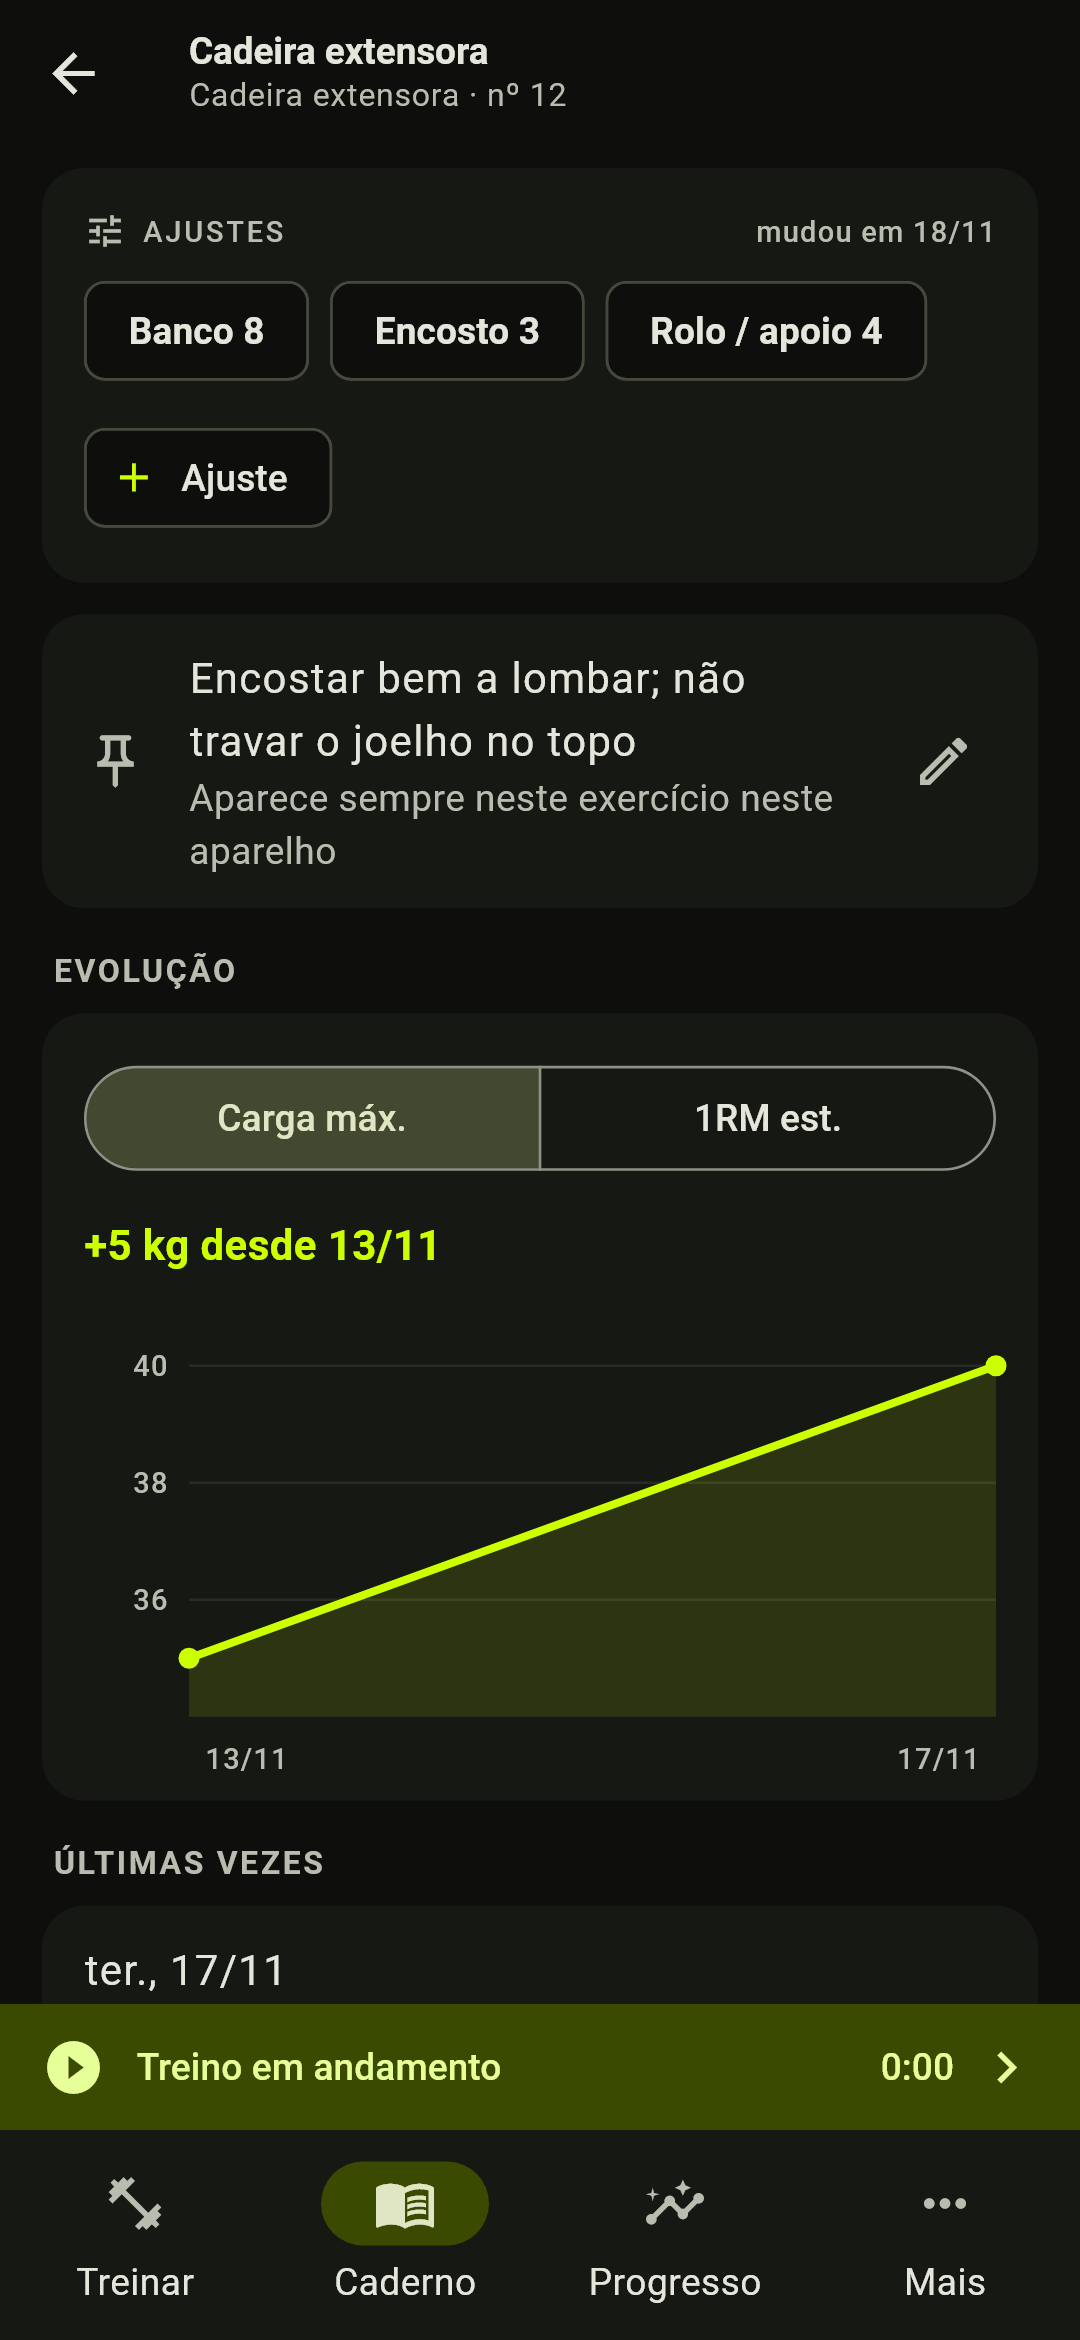 Cadeira extensora
Cadeira extensora · nº 12
AJUSTES
mudou em 18/11
Banco 8
Encosto 3
Rolo / apoio 4
+ Ajuste
Encostar bem a lombar; não
travar o joelho no topo
Aparece sempre neste exercício neste
aparelho
EVOLUÇÃO
Carga máx.
1RM est.
+5 kg desde 13/11
40
38
36
13/11
17/11
ÚLTIMAS VEZES
ter., 17/11
Treino em andamento
0:00
Treinar
Caderno
Progresso
Mais